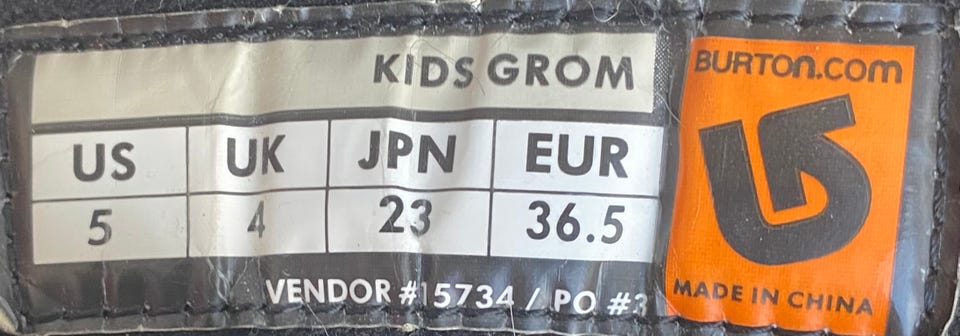 KIDS GROM
US UK JPN EUR
5 4 23 36.5
VENDOR #15734 / PO #3
BURTON.COM
MADE IN CHINA